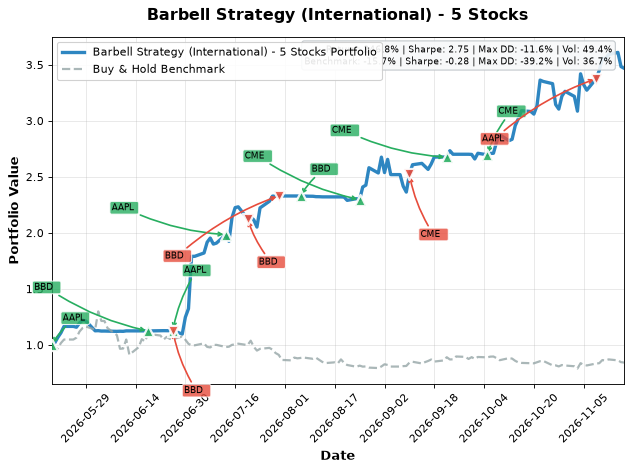 Barbell Strategy (International) - 5 Stocks
Barbell Strategy (International) - 5 Stocks Portfolio
Buy & Hold Benchmark
8% | Sharpe: 2.75 | Max DD: -11.6% | Vol: 49.4%
7% | Sharpe: -0.28 | Max DD: -39.2% | Vol: 36.7%
3.5
3.0
2.5
2.0
1.5
1.0
Portfolio Value
CME
CME
AAPL
CME
BBD
AAPL
BBD
CME
BBD
BBD
AAPL
BBD
AAPL
BBD
2026-05-29
2026-06-14
2026-06-30
2026-07-16
2026-08-01
2026-08-17
2026-09-02
2026-09-18
2026-10-04
2026-10-20
2026-11-05
Date